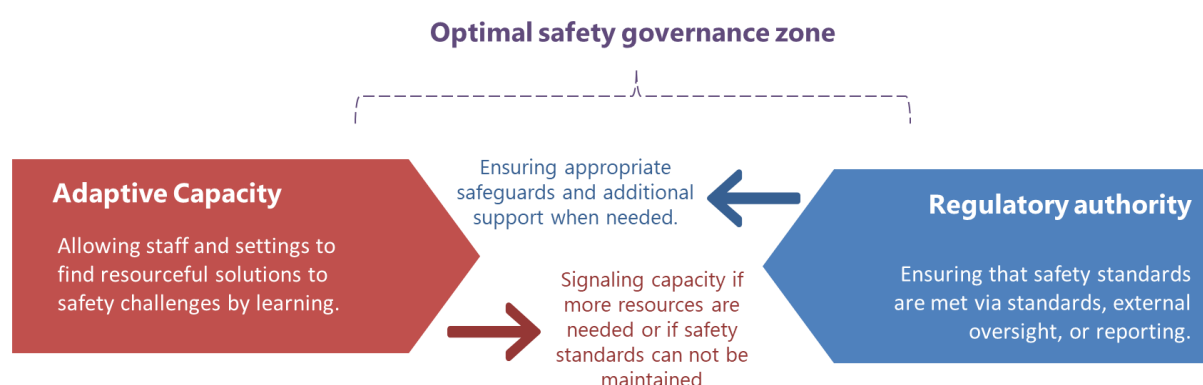 Optimal safety governance zone
Adaptive Capacity
Allowing staff and settings to
find resourceful solutions to
safety challenges by learning.
Ensuring appropriate
safeguards and additional
support when needed.
Signaling capacity if
more resources are
needed or if safety
standards can not be
maintained
Regulatory authority
Ensuring that safety standards
are met via standards, external
oversight, or reporting.